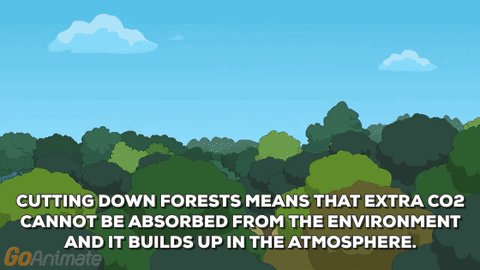 CUTTING DOWN FORESTS MEANS THAT EXTRA CO2
CANNOT BE ABSORBED FROM THE ENVIRONMENT
AND IT BUILDS UP IN THE ATMOSPHERE.
GoAnimate